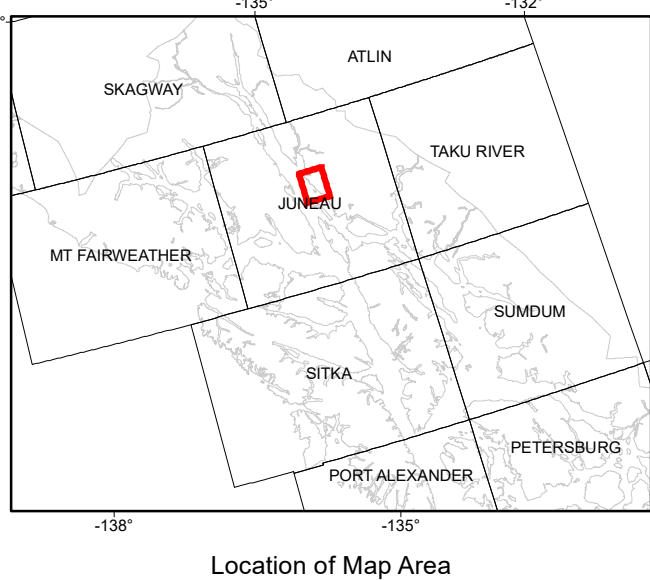 -135°
-132°
°
ATLIN
SKAGWAY
TAKU RIVER
JUNEAU
MT FAIRWEATHER
SUMDUM
SITKA
PETERSBURG
PORT ALEXANDER
-138°
-135°
Location of Map Area